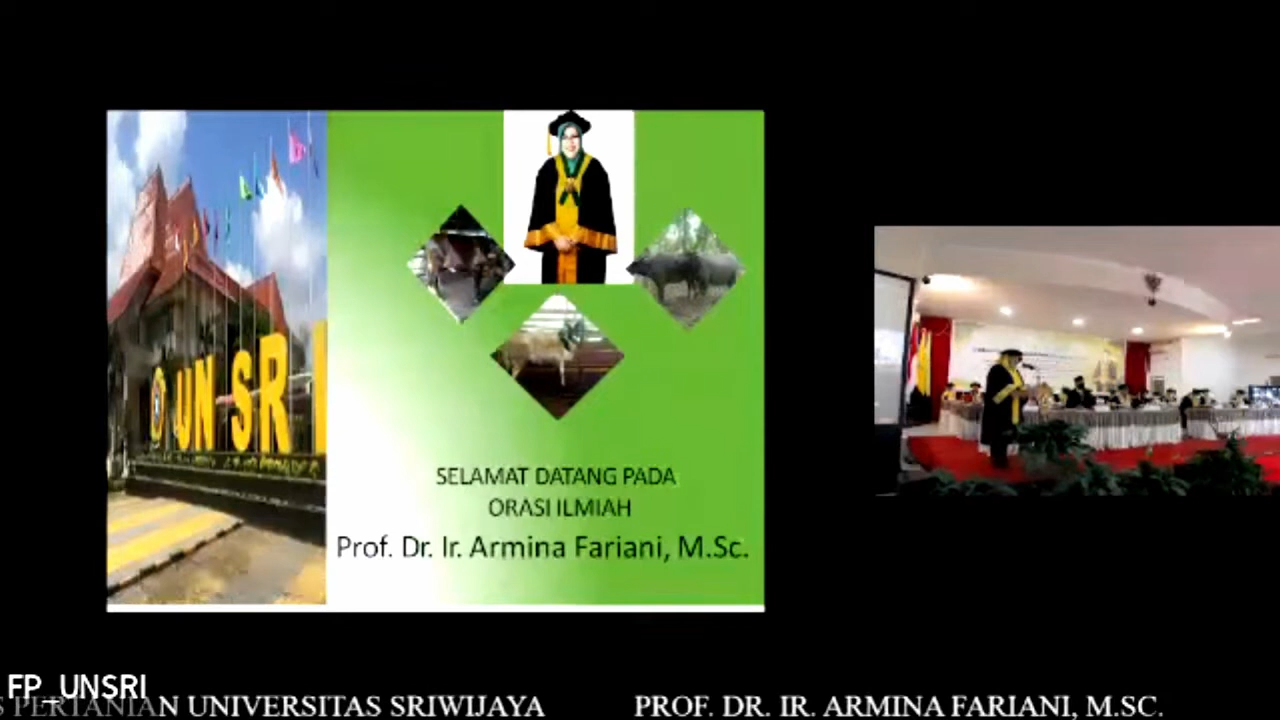 UNSRI
SELAMAT DATANG PADA
ORASI ILMIAH
Prof. Dr. Ir. Armina Fariani, M.Sc.
FP_UNSRI
S PERTANIAN UNIVERSITAS SRIWIJAYA PROF. DR. IR. ARMINA FARIANI, M.SC.